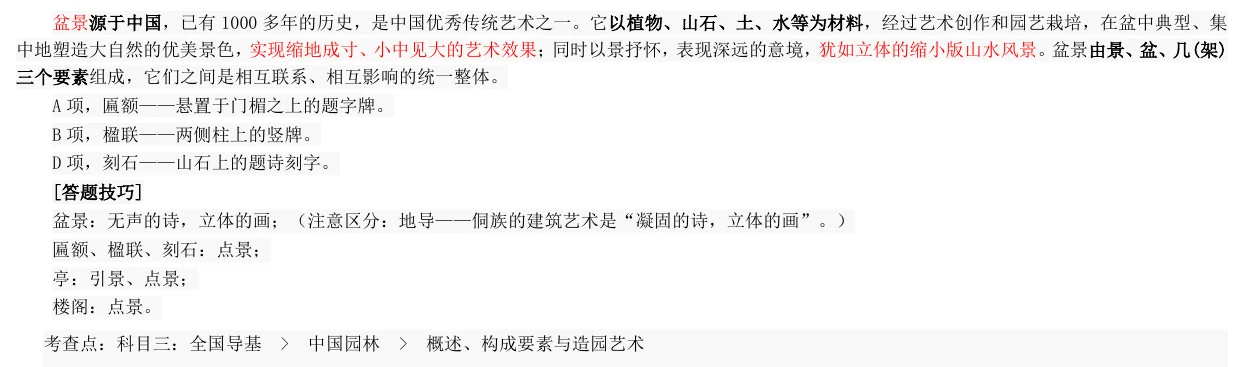 盆景源于中国，已有 1000 多年的历史，是中国优秀传统艺术之一。它以植物、山石、土、水等为材料，经过艺术创作和园艺栽培，在盆中典型、集
中地塑造大自然的优美景色，实现缩地成寸、小中见大的艺术效果；同时以景抒怀，表现深远的意境，犹如立体的缩小版山水风景。盆景由景、盆、几(架)
三个要素组成，它们之间是相互联系、相互影响的统一整体。
A 项，匾额——悬置于门楣之上的题字牌。
B 项，楹联——两侧柱上的竖牌。
D 项，刻石——山石上的题诗刻字。
[答题技巧]
盆景：无声的诗，立体的画；（注意区分：地导——侗族的建筑艺术是“凝固的诗，立体的画”。）
匾额、楹联、刻石：点景；
亭：引景、点景；
楼阁：点景。
考查点：科目三：全国导基 > 中国园林 > 概述、构成要素与造园艺术